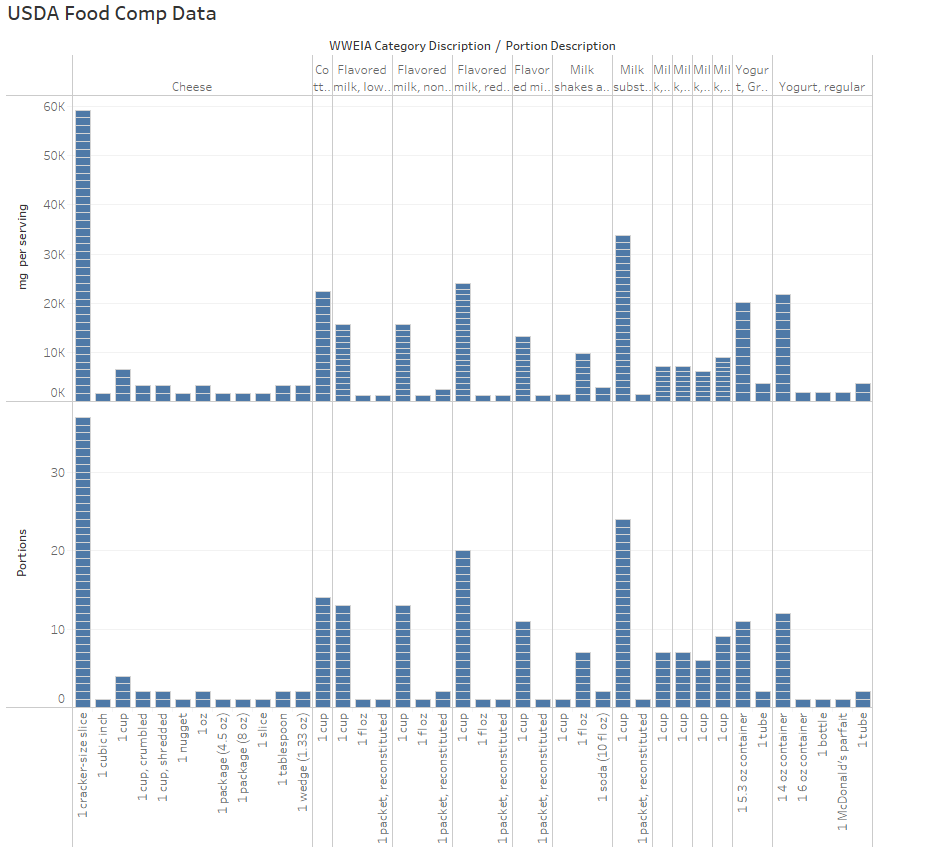 USDA Food Comp Data
WWEIA Category Discription / Portion Description
Cheese
Co
tt..
Flavored
milk, low..
Flavored
milk, non..
Flavored
milk, red..
Flavor
ed mi..
Milk
shakes a..
Milk
subst..
Mil
k,..
Mil
k,..
Mil
k,..
Mil
k,..
Yogur
t, Gr..
Yogurt, regular
mg per serving
60K
50K
40K
30K
20K
10K
0K
Portions
30
20
10
0
1 cracker-size slice
1 cubic inch
1 cup
1 cup, crumbled
1 cup, shredded
1 nugget
1 oz
1 package (4.5 oz)
1 package (8 oz)
1 slice
1 tablespoon
1 wedge (1.33 oz)
1 cup
1 cup
1 fl oz
1 packet, reconstituted
1 cup
1 fl oz
1 packet, reconstituted
1 cup
1 fl oz
1 packet, reconstituted
1 cup
1 packet, reconstituted
1 cup
1 fl oz
1 soda (10 fl oz)
1 cup
1 packet, reconstituted
1 cup
1 cup
1 cup
1 cup
1 5.3 oz container
1 tube
1 4 oz container
1 6 oz container
1 bottle
1 McDonald's parfait
1 tube